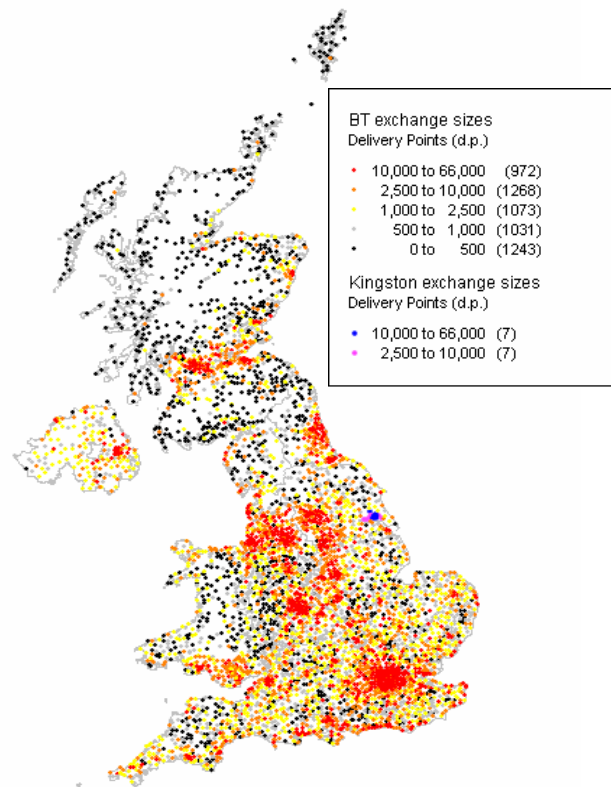 BT exchange sizes
Delivery Points (d.p.)
10,000 to 66,000 (972)
2,500 to 10,000 (1268)
1,000 to 2,500 (1073)
500 to 1,000 (1031)
0 to 500 (1243)
Kingston exchange sizes
Delivery Points (d.p.)
10,000 to 66,000 (7)
2,500 to 10,000 (7)